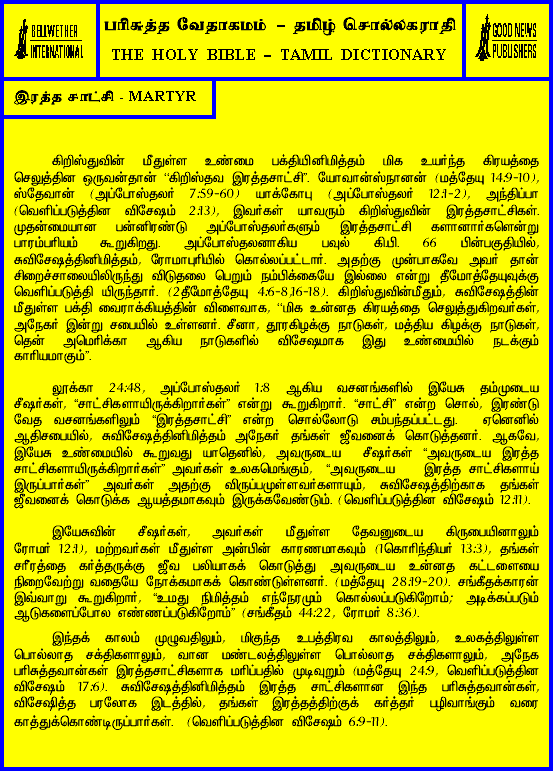 BELLWETHER
INTERNATIONAL
பரிசுத்த வேதாகமம் – தமிழ் சொல்லகராதி
THE HOLY BIBLE – TAMIL DICTIONARY
GOOD NEWS
PUBLISHERS
இரத்த சாட்சி - MARTYR
கிறிஸ்துவின் மீதுள்ள உண்மை பக்தியினிமித்தம் மிக உயர்ந்த கிரயத்தை
செலுத்தின ஒருவன்தான் “கிறிஸ்தவ இரத்தசாட்சி”. யோவான்ஸ்நானன் (மத்தேயு 14:9-10),
ஸ்தேவான் (அப்போஸ்தலர் 7:59-60) யாக்கோபு (அப்போஸ்தலர் 12:1-2), அந்திப்பா
(வெளிப்படுத்தின விசேஷம் 2:13), இவர்கள் யாவரும் கிறிஸ்துவின் இரத்தசாட்சிகள்.
முதன்மையான பன்னிரண்டு அப்போஸ்தலர்களும் இரத்தசாட்சி களானார்களென்று
பாரம்பரியம் கூறுகிறது. அப்போஸ்தலனாகிய பவுல் கி.பி. 66 பின்பகுதியில்,
சுவிசேஷத்தினிமித்தம், ரோமாபுரியில் கொல்லப்பட்டார். அதற்கு முன்பாகவே அவர் தான்
சிறைச்சாலையிலிருந்து விடுதலை பெறும் நம்பிக்கையே இல்லை என்று தீமோத்தேயுவுக்கு
வெளிப்படுத்தி யிருந்தார். (2தீமோத்தேயு 4:6-8,16-18). கிறிஸ்துவின்மீதும், சுவிசேஷத்தின்
மீதுள்ள பக்தி வைராக்கியத்தின் விளைவாக, “மிக உன்னத கிரயத்தை செலுத்துகிறவர்கள்,
அநேகர் இன்று சபையில் உள்ளனர். சீனா, தூரகிழக்கு நாடுகள், மத்திய கிழக்கு நாடுகள்,
தென் அமெரிக்கா ஆகிய நாடுகளில் விசேஷமாக இது உண்மையில் நடக்கும்
காரியமாகும்”.
லூக்கா 24:48, அப்போஸ்தலர் 1:8 ஆகிய வசனங்களில் இயேசு தம்முடைய
சீஷர்கள், “சாட்சிகளாயிருக்கிறார்கள்” என்று கூறுகிறார். “சாட்சி” என்ற சொல், இரண்டு
வேத வசனங்களிலும் “இரத்தசாட்சி” என்ற சொல்லோடு சம்பந்தப்பட்டது. ஏனெனில்
ஆதிசபையில், சுவிசேஷத்தினிமித்தம் அநேகர் தங்கள் ஜீவனைக் கொடுத்தனர். ஆகவே,
இயேசு உண்மையில் கூறுவது யாதெனில், அவருடைய சீஷர்கள் “அவருடைய இரத்த
சாட்சிகளாயிருக்கிறார்கள்” அவர்கள் உலகமெங்கும், “அவருடைய இரத்த சாட்சிகளாய்
இருப்பார்கள்” அவர்கள் அதற்கு விருப்பமுள்ளவர்களாயும், சுவிசேஷத்திற்காக தங்கள்
ஜீவனைக் கொடுக்க ஆயத்தமாகவும் இருக்கவேண்டும். (வெளிப்படுத்தின விசேஷம் 12:11).
இயேசுவின் சீஷர்கள், அவர்கள் மீதுள்ள தேவனுடைய கிருபையினாலும்
ரோமர் 12:1), மற்றவர்கள் மீதுள்ள அன்பின் காரணமாகவும் (1கொரிந்தியர் 13:3), தங்கள்
சரீரத்தை கர்த்தருக்கு ஜீவ பலியாகக் கொடுத்து அவருடைய உன்னத கட்டளையை
நிறைவேற்று வதையே நோக்கமாகக் கொண்டுள்ளனர். (மத்தேயு 28:19-20). சங்கீதக்காரன்
இவ்வாறு கூறுகிறார், “உமது நிமித்தம் எந்நேரமும் கொல்லப்படுகிறோம்; அடிக்கப்படும்
ஆடுகளைப்போல எண்ணப்படுகிறோம்” (சங்கீதம் 44:22, ரோமர் 8:36).
இந்தக் காலம் முழுவதிலும், மிகுந்த உபத்திரவ காலத்திலும், உலகத்திலுள்ள
பொல்லாத சக்திகளாலும், வான மண்டலத்திலுள்ள பொல்லாத சக்திகளாலும், அநேக
பரிசுத்தவான்கள் இரத்தசாட்சிகளாக மரிப்பதில் முடிவுறும் (மத்தேயு 24:9, வெளிப்படுத்தின
விசேஷம் 17:6). சுவிசேஷத்தினிமித்தம் இரத்த சாட்சிகளான இந்த பரிசுத்தவான்கள்,
விசேஷித்த பரலோக இடத்தில், தங்கள் இரத்தத்திற்குக் கர்த்தர் பழிவாங்கும் வரை
காத்துக்கொண்டிருப்பார்கள். (வெளிப்படுத்தின விசேஷம் 6:9-11).